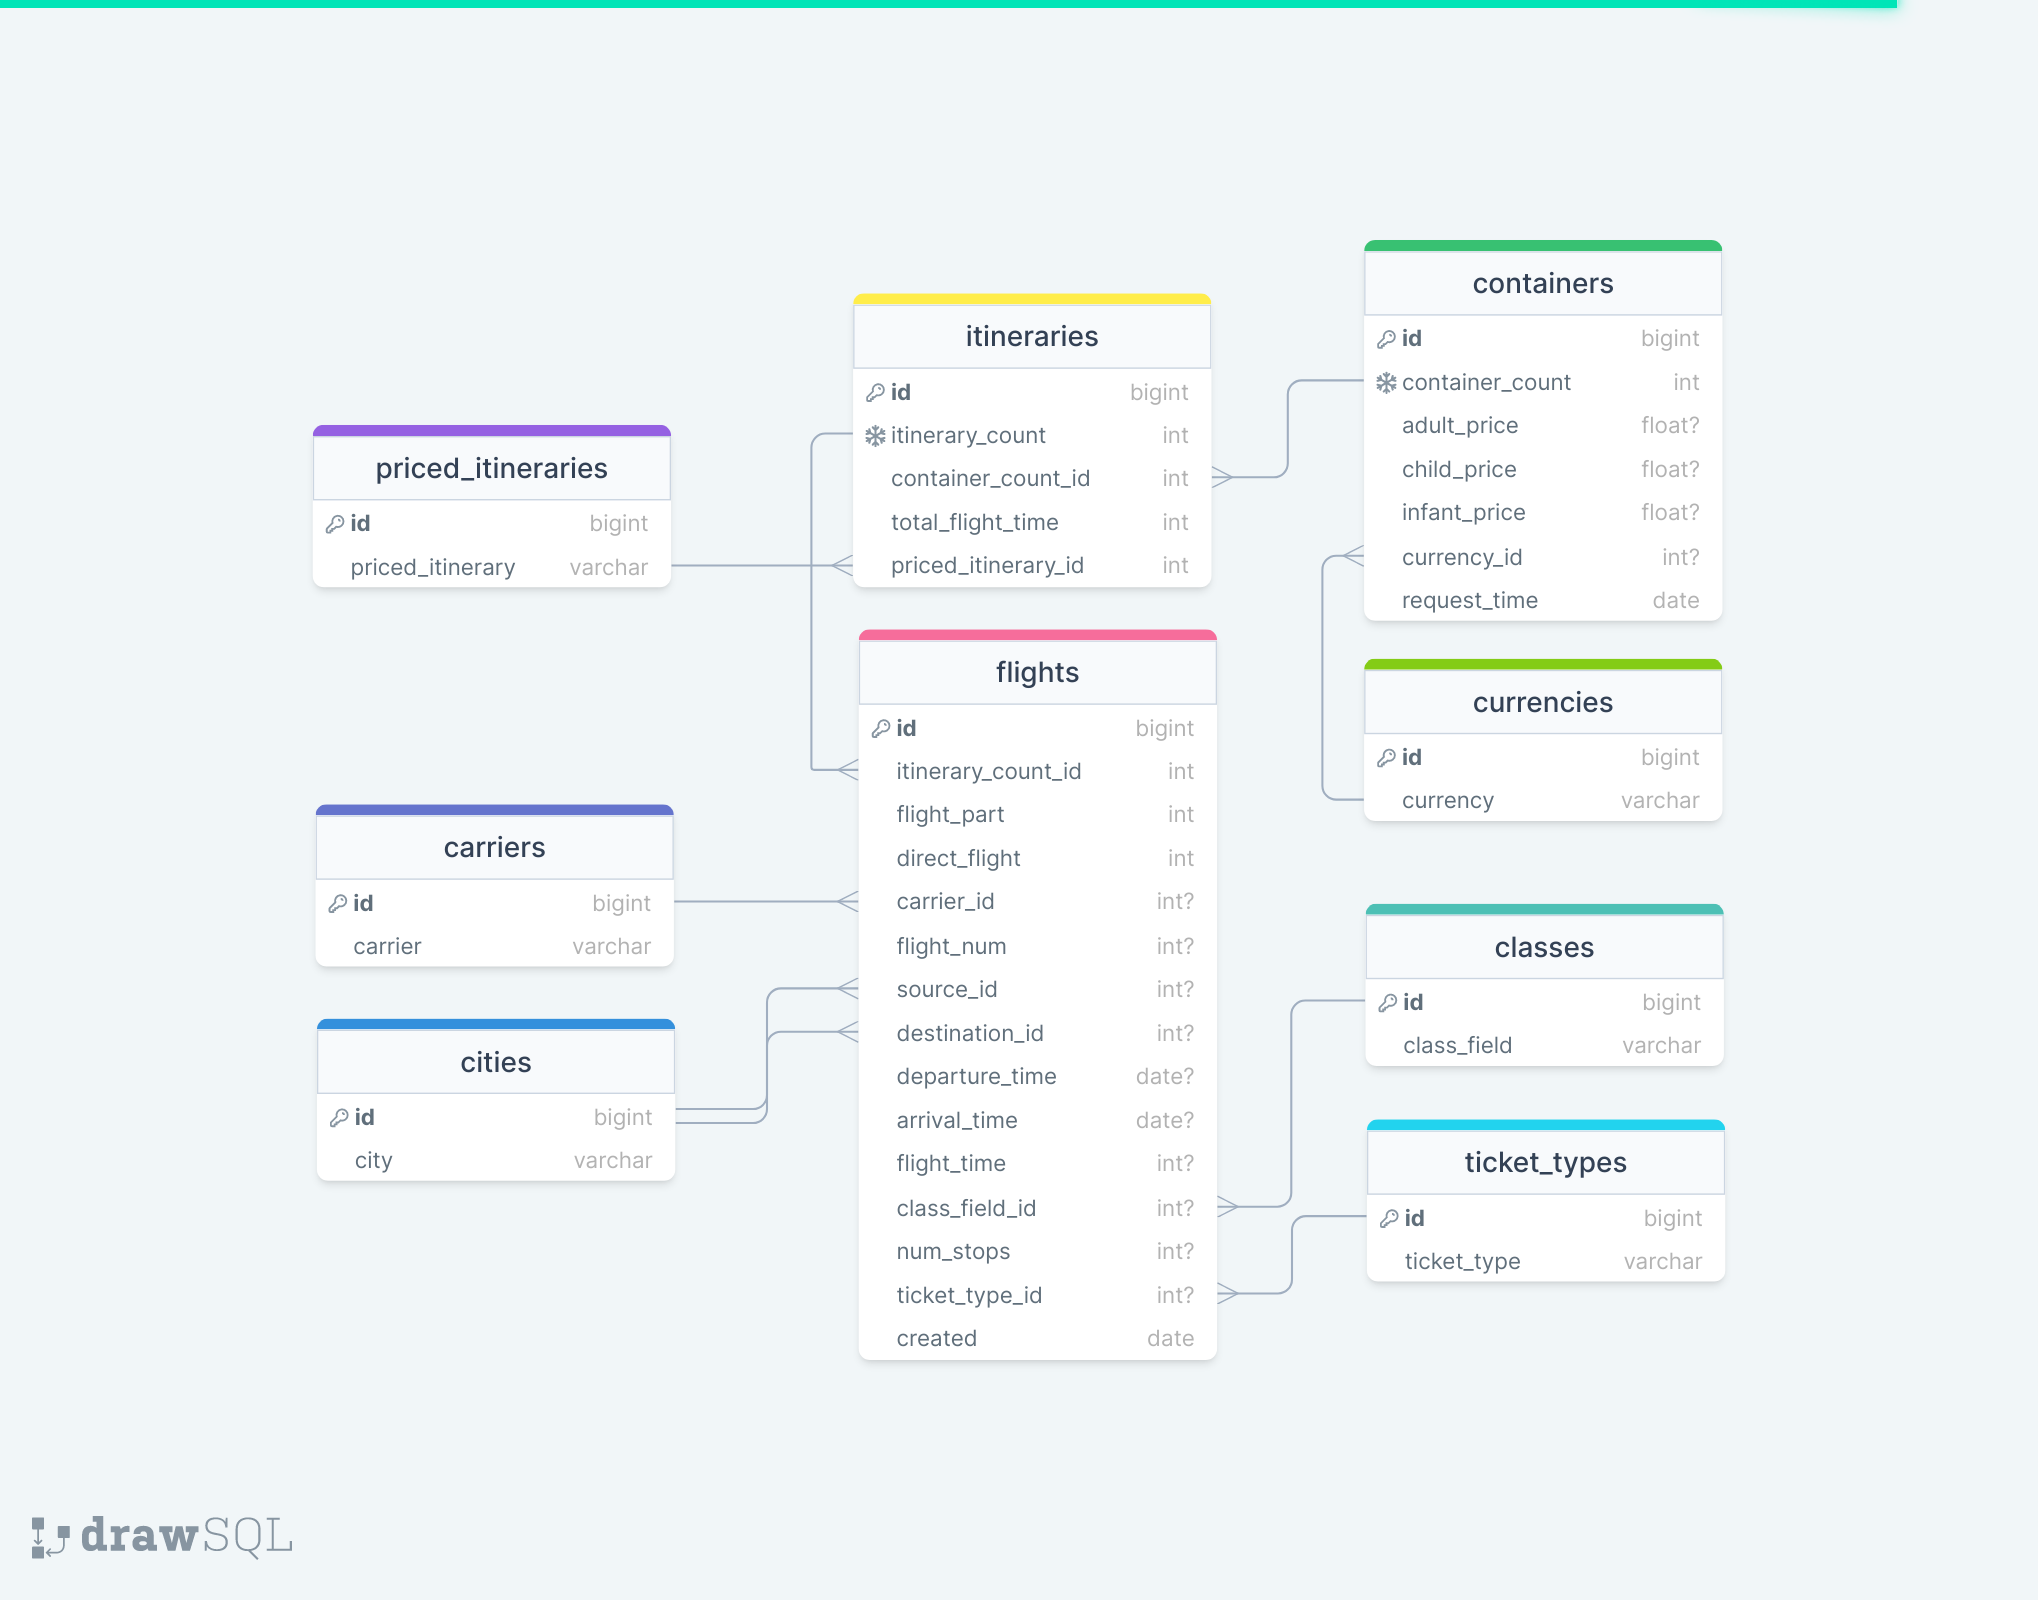 priced_itineraries
id bigint
priced_itinerary varchar
itineraries
id bigint
itinerary_count int
container_count_id int
total_flight_time int
priced_itinerary_id int
containers
id bigint
container_count int
adult_price float?
child_price float?
infant_price float?
currency_id int?
request_time date
currencies
id bigint
currency varchar
carriers
id bigint
carrier varchar
cities
id bigint
city varchar
flights
id bigint
itinerary_count_id int
flight_part int
direct_flight int
carrier_id int?
flight_num int?
source_id int?
destination_id int?
departure_time date?
arrival_time date?
flight_time int?
class_field_id int?
num_stops int?
ticket_type_id int?
created date
classes
id bigint
class_field varchar
ticket_types
id bigint
ticket_type varchar
drawSQL